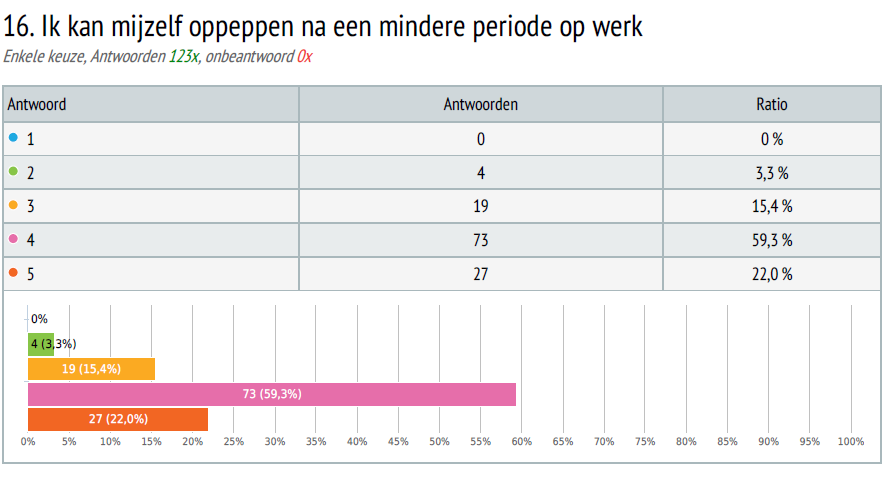 16. Ik kan mijzelf oppeppen na een mindere periode op werk
Enkele keuze, Antwoorden 123x, onbeantwoord 0x
Antwoord Antwoorden Ratio
1 0 0 %
2 4 3,3 %
3 19 15,4 %
4 73 59,3 %
5 27 22,0 %
0%
4 (3,3%)
19 (15,4%)
73 (59,3%)
27 (22,0%)
0% 5% 10% 15% 20% 25% 30% 35% 40% 45% 50% 55% 60% 65% 70% 75% 80% 85% 90% 95% 100%